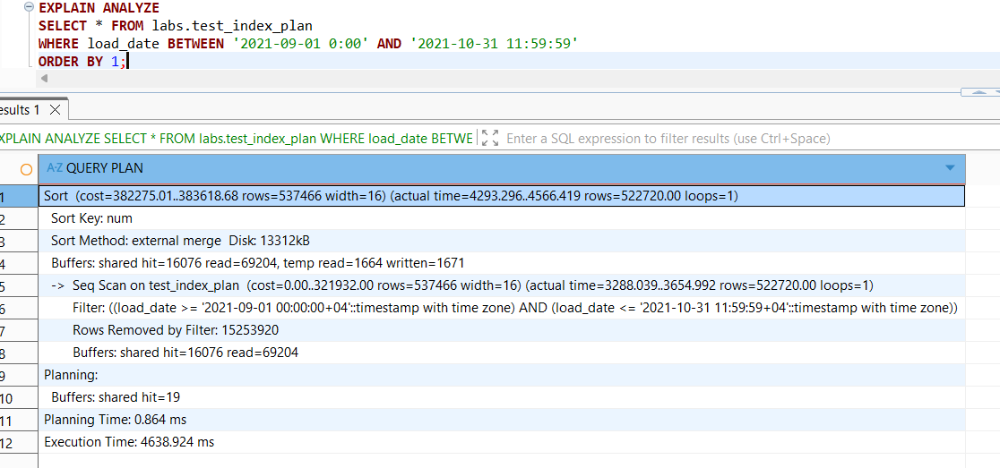 EXPLAIN ANALYZE
SELECT * FROM labs.test_index_plan
WHERE load_date BETWEEN '2021-09-01 0:00' AND '2021-10-31 11:59:59'
ORDER BY 1;
esults 1
XPLAIN ANALYZE SELECT * FROM labs.test_index_plan WHERE load_date BETWE Enter a SQL expression to filter results (use Ctrl+Space)
A-Z QUERY PLAN
1 Sort (cost=382275.01..383618.68 rows=537466 width=16) (actual time=4293.296..4566.419 rows=522720.00 loops=1)
2 Sort Key: num
3 Sort Method: external merge Disk: 13312kB
4 Buffers: shared hit=16076 read=69204, temp read=1664 written=1671
5 -> Seq Scan on test_index_plan (cost=0.00..321932.00 rows=537466 width=16) (actual time=3288.039..3654.992 rows=522720.00 loops=1)
6 Filter: ((load_date >= '2021-09-01 00:00:00+04'::timestamp with time zone) AND (load_date <= '2021-10-31 11:59:59+04'::timestamp with time zone))
7 Rows Removed by Filter: 15253920
8 Buffers: shared hit=16076 read=69204
9 Planning:
10 Buffers: shared hit=19
11 Planning Time: 0.864 ms
12 Execution Time: 4638.924 ms